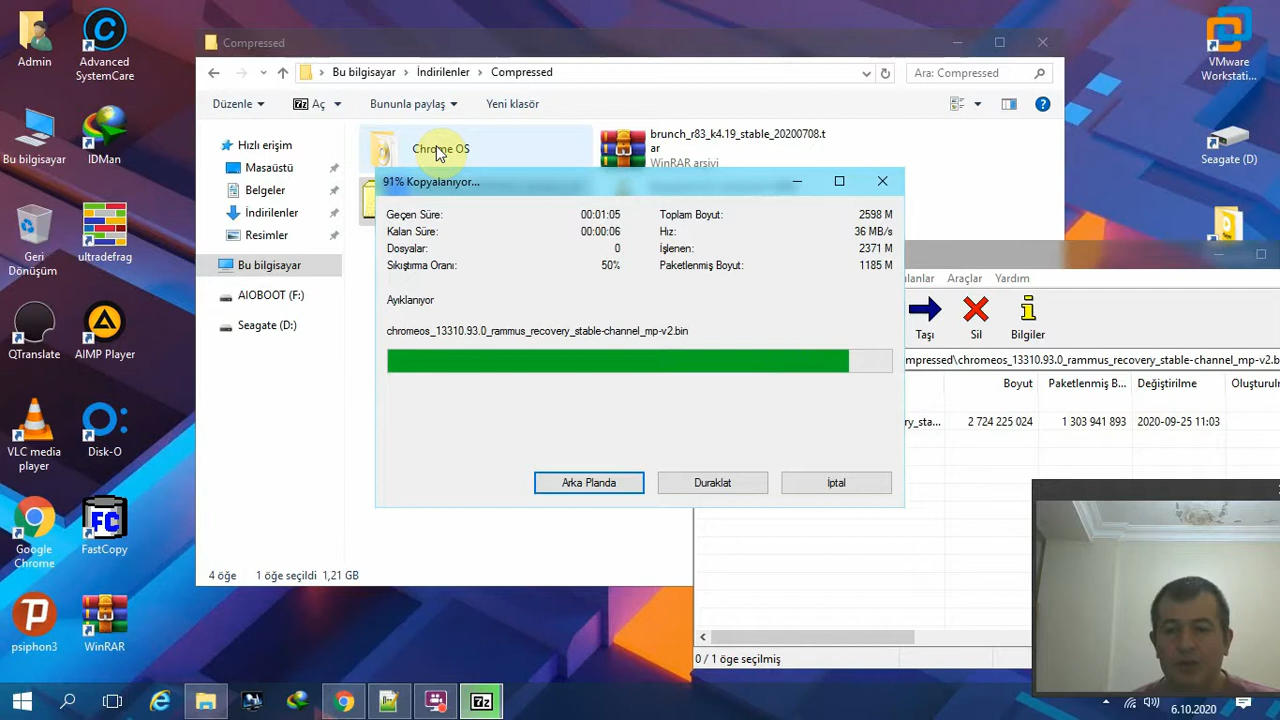 Admin
Advanced
SystemCare
Bu bilgisayar
IDMan
Geri
Dönüşüm
ultradefrag
QTranslate
AIMP Player
VLC media
player
Disk-O
Google
Chrome
FastCopy
psiphon3
WinRAR
Compressed
Bu bilgisayar
İndirilenler
Compressed
Ara: Compressed
Düzenle
Aç
Bununla paylaş
Yeni klasör
Hızlı erişim
Masaüstü
Belgeler
İndirilenler
Resimler
Bu bilgisayar
AIOBOOT (F:)
Seagate (D:)
Chrome OS
brunch_r83_k4.19_stable_20200708.t
ar
WinRAR arşivi
4 öğe
1 öğe seçildi 1,21 GB
91% Kopyalanıyor...
Geçen Süre: 00:01:05
Toplam Boyut: 2598 M
Kalan Süre: 00:00:06
Hız: 36 MB/s
Dosyalar: 0
İşlenen: 2371 M
Sıkıştırma Oranı: 50%
Paketlenmiş Boyut: 1185 M
Ayıklanıyor
chromeos_13310.93.0_rammus_recovery_stable-channel_mp-v2.bin
Arka Planda
Duraklat
İptal
ılanlar
Araçlar
Yardım
Taşı
Sil
Bilgiler
mpressed\chromeos_13310.93.0_rammus_recovery_stable-channel_mp-v2.b
Boyut
Paketlenmiş B...
Değiştirilme
Oluşturul
ry_sta...
2 724 225 024
1 303 941 893
2020-09-25 11:03
0 / 1 öge seçilmiş
VMware
Workstati...
Seagate (D)
7z
6.10.2020